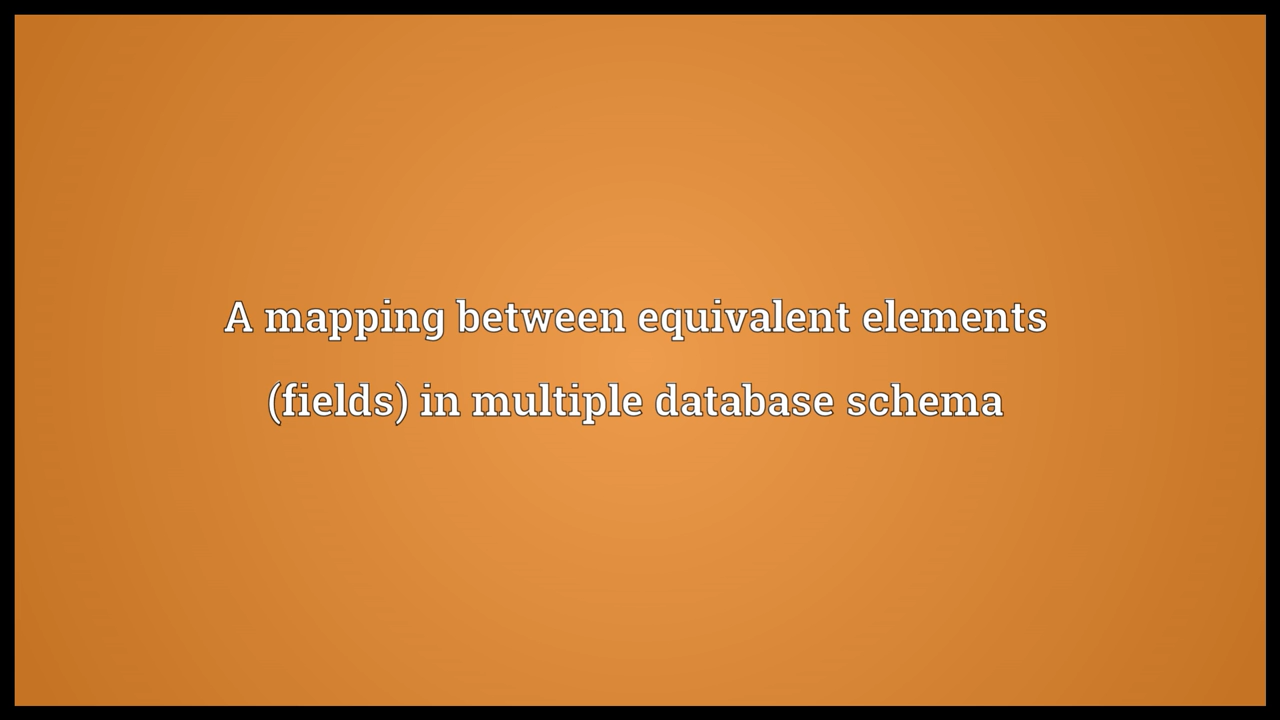 A mapping between equivalent elements
(fields) in multiple database schema